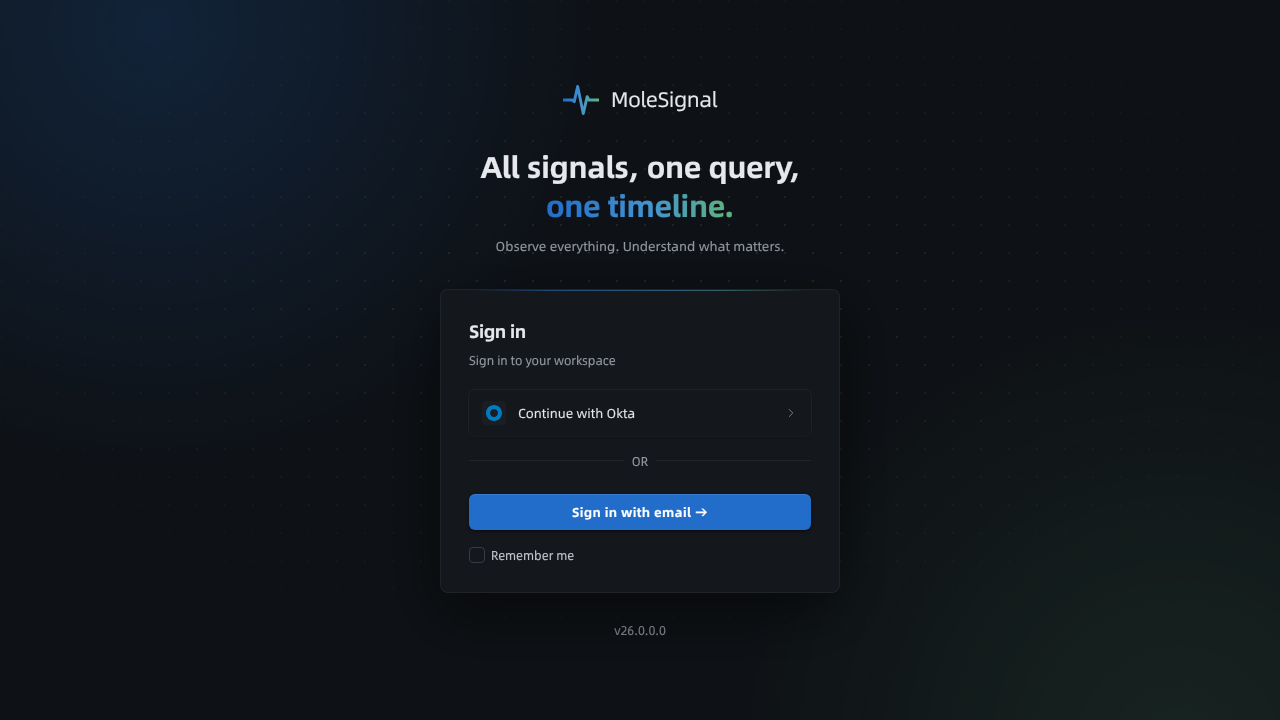 MoleSignal
All signals, one query,
one timeline.
Observe everything. Understand what matters.
Sign in
Sign in to your workspace
Continue with Okta
OR
Sign in with email →
Remember me
v26.0.0.0